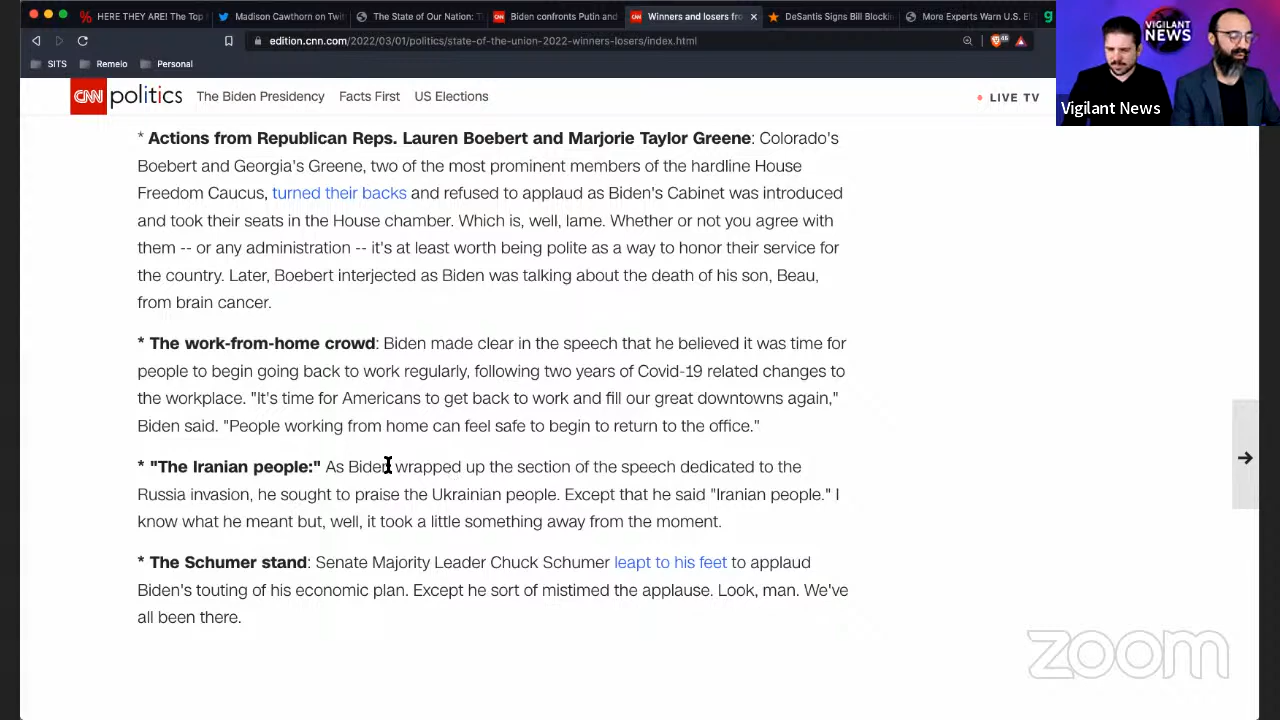 HERE THEY ARE! The Top
Madison Cawthorn on Twit
The State of Our Nation: T
Biden confronts Putin and
Winners and losers fro
DeSantis Signs Bill Blockin
More Experts Warn U.S. E
edition.cnn.com/2022/03/01/politics/state-of-the-union-2022-winners-losers/index.html
SITS Remeio Personal
VIGILANT
NEWS
Vigilant News
CNN politics The Biden Presidency Facts First US Elections LIVE TV
* Actions from Republican Reps. Lauren Boebert and Marjorie Taylor Greene: Colorado's
Boebert and Georgia's Greene, two of the most prominent members of the hardline House
Freedom Caucus, turned their backs and refused to applaud as Biden's Cabinet was introduced
and took their seats in the House chamber. Which is, well, lame. Whether or not you agree with
them -- or any administration -- it's at least worth being polite as a way to honor their service for
the country. Later, Boebert interjected as Biden was talking about the death of his son, Beau,
from brain cancer.
* The work-from-home crowd: Biden made clear in the speech that he believed it was time for
people to begin going back to work regularly, following two years of Covid-19 related changes to
the workplace. "It's time for Americans to get back to work and fill our great downtowns again,"
Biden said. "People working from home can feel safe to begin to return to the office."
* "The Iranian people:" As Biden wrapped up the section of the speech dedicated to the
Russia invasion, he sought to praise the Ukrainian people. Except that he said "Iranian people." I
know what he meant but, well, it took a little something away from the moment.
* The Schumer stand: Senate Majority Leader Chuck Schumer leapt to his feet to applaud
Biden's touting of his economic plan. Except he sort of mistimed the applause. Look, man. We've
all been there.
zoom